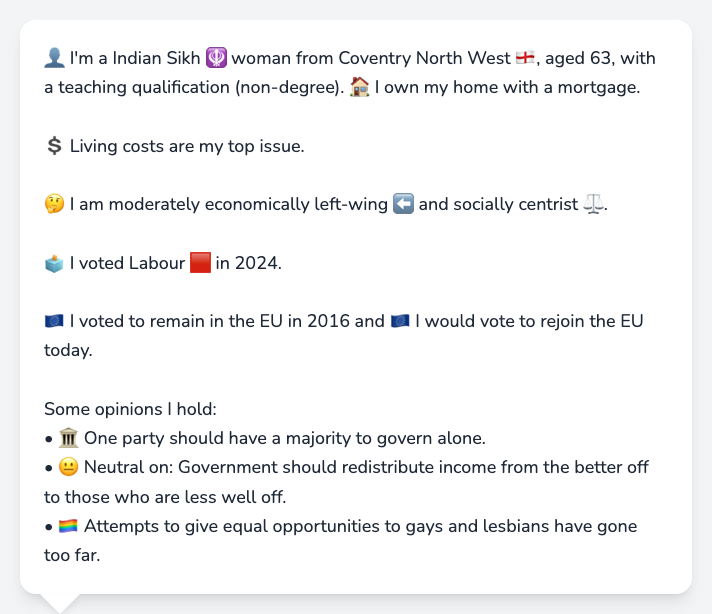 👤 I'm a Indian Sikh 🪯 woman from Coventry North West 🏴󠁧󠁢󠁥󠁮󠁧󠁿, aged 63, with
a teaching qualification (non-degree). 🏠 I own my home with a mortgage.
💲 Living costs are my top issue.
🤔 I am moderately economically left-wing ⬅️ and socially centrist ⚖️.
🗳️ I voted Labour 🟥 in 2024.
🇪🇺 I voted to remain in the EU in 2016 and 🇪🇺 I would vote to rejoin the EU
today.
Some opinions I hold:
• 🏛️ One party should have a majority to govern alone.
• 😐 Neutral on: Government should redistribute income from the better off
to those who are less well off.
• 🏳️‍🌈 Attempts to give equal opportunities to gays and lesbians have gone
too far.